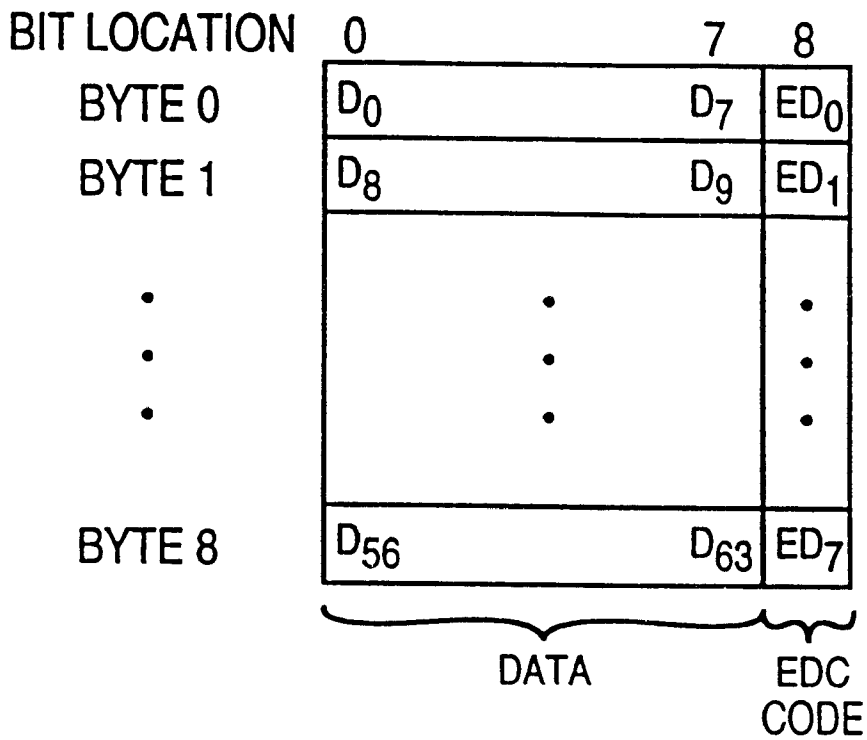 BIT LOCATION 0 7 8
BYTE 0 D0 D7 ED0
BYTE 1 D8 D9 ED1
BYTE 8 D56 D63 ED7
DATA EDC
CODE